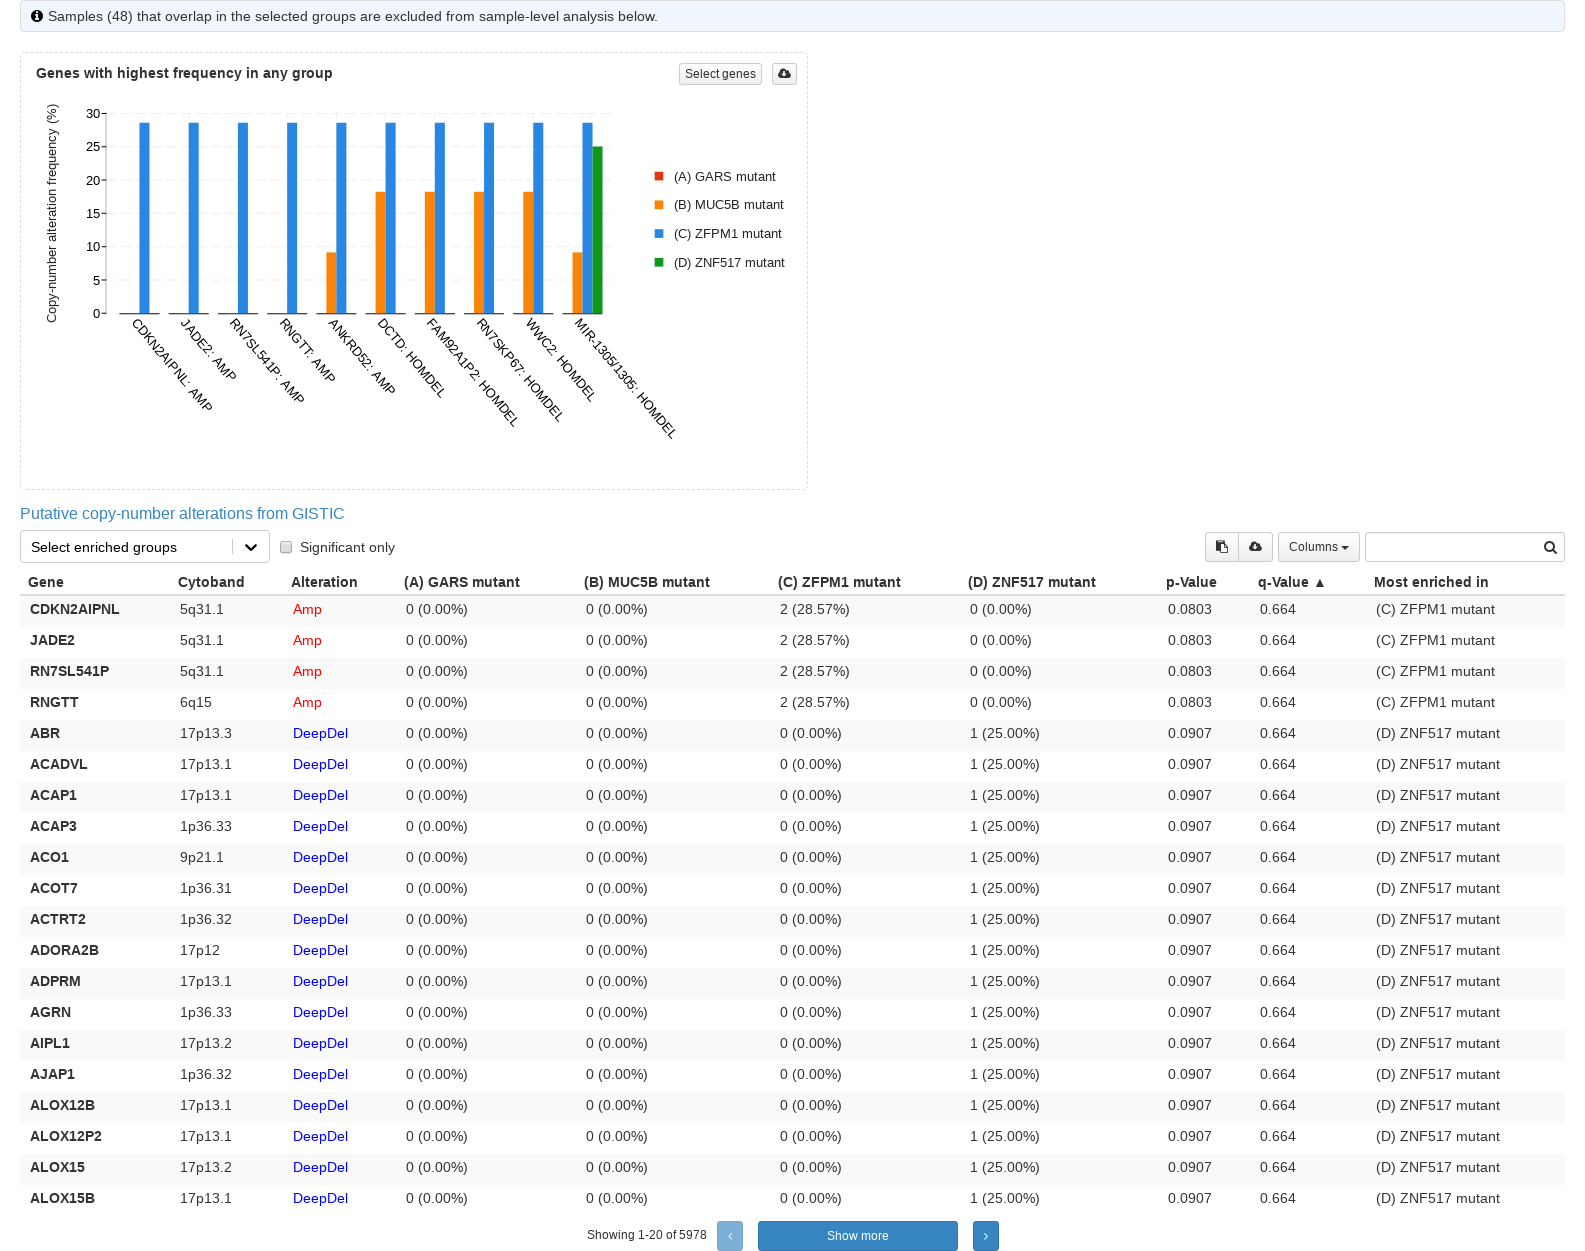 Samples (48) that overlap in the selected groups are excluded from sample-level analysis below.
Genes with highest frequency in any group
Select genes
Copy-number alteration frequency (%)
30
25
20
15
10
5
0
CDKN2AIPNL: AMP
JADE2: AMP
RN7SL541P: AMP
RNGTT: AMP
ANKRD52: AMP
DCTD: HOMDEL
FAM92A1P2: HOMDEL
RN7SKP67: HOMDEL
WWC2: HOMDEL
MIR-1305/1305: HOMDEL
(A) GARS mutant
(B) MUC5B mutant
(C) ZFPM1 mutant
(D) ZNF517 mutant
Putative copy-number alterations from GISTIC
Select enriched groups Significant only Columns
Gene Cytoband Alteration (A) GARS mutant (B) MUC5B mutant (C) ZFPM1 mutant (D) ZNF517 mutant p-Value q-Value ▲ Most enriched in
CDKN2AIPNL 5q31.1 Amp 0 (0.00%) 0 (0.00%) 2 (28.57%) 0 (0.00%) 0.0803 0.664 (C) ZFPM1 mutant
JADE2 5q31.1 Amp 0 (0.00%) 0 (0.00%) 2 (28.57%) 0 (0.00%) 0.0803 0.664 (C) ZFPM1 mutant
RN7SL541P 5q31.1 Amp 0 (0.00%) 0 (0.00%) 2 (28.57%) 0 (0.00%) 0.0803 0.664 (C) ZFPM1 mutant
RNGTT 6q15 Amp 0 (0.00%) 0 (0.00%) 2 (28.57%) 0 (0.00%) 0.0803 0.664 (C) ZFPM1 mutant
ABR 17p13.3 DeepDel 0 (0.00%) 0 (0.00%) 0 (0.00%) 1 (25.00%) 0.0907 0.664 (D) ZNF517 mutant
ACADVL 17p13.1 DeepDel 0 (0.00%) 0 (0.00%) 0 (0.00%) 1 (25.00%) 0.0907 0.664 (D) ZNF517 mutant
ACAP1 17p13.1 DeepDel 0 (0.00%) 0 (0.00%) 0 (0.00%) 1 (25.00%) 0.0907 0.664 (D) ZNF517 mutant
ACAP3 1p36.33 DeepDel 0 (0.00%) 0 (0.00%) 0 (0.00%) 1 (25.00%) 0.0907 0.664 (D) ZNF517 mutant
ACO1 9p21.1 DeepDel 0 (0.00%) 0 (0.00%) 0 (0.00%) 1 (25.00%) 0.0907 0.664 (D) ZNF517 mutant
ACOT7 1p36.31 DeepDel 0 (0.00%) 0 (0.00%) 0 (0.00%) 1 (25.00%) 0.0907 0.664 (D) ZNF517 mutant
ACTRT2 1p36.32 DeepDel 0 (0.00%) 0 (0.00%) 0 (0.00%) 1 (25.00%) 0.0907 0.664 (D) ZNF517 mutant
ADORA2B 17p12 DeepDel 0 (0.00%) 0 (0.00%) 0 (0.00%) 1 (25.00%) 0.0907 0.664 (D) ZNF517 mutant
ADPRM 17p13.1 DeepDel 0 (0.00%) 0 (0.00%) 0 (0.00%) 1 (25.00%) 0.0907 0.664 (D) ZNF517 mutant
AGRN 1p36.33 DeepDel 0 (0.00%) 0 (0.00%) 0 (0.00%) 1 (25.00%) 0.0907 0.664 (D) ZNF517 mutant
AIPL1 17p13.2 DeepDel 0 (0.00%) 0 (0.00%) 0 (0.00%) 1 (25.00%) 0.0907 0.664 (D) ZNF517 mutant
AJAP1 1p36.32 DeepDel 0 (0.00%) 0 (0.00%) 0 (0.00%) 1 (25.00%) 0.0907 0.664 (D) ZNF517 mutant
ALOX12B 17p13.1 DeepDel 0 (0.00%) 0 (0.00%) 0 (0.00%) 1 (25.00%) 0.0907 0.664 (D) ZNF517 mutant
ALOX12P2 17p13.1 DeepDel 0 (0.00%) 0 (0.00%) 0 (0.00%) 1 (25.00%) 0.0907 0.664 (D) ZNF517 mutant
ALOX15 17p13.2 DeepDel 0 (0.00%) 0 (0.00%) 0 (0.00%) 1 (25.00%) 0.0907 0.664 (D) ZNF517 mutant
ALOX15B 17p13.1 DeepDel 0 (0.00%) 0 (0.00%) 0 (0.00%) 1 (25.00%) 0.0907 0.664 (D) ZNF517 mutant
Showing 1-20 of 5978 ‹ Show more ›